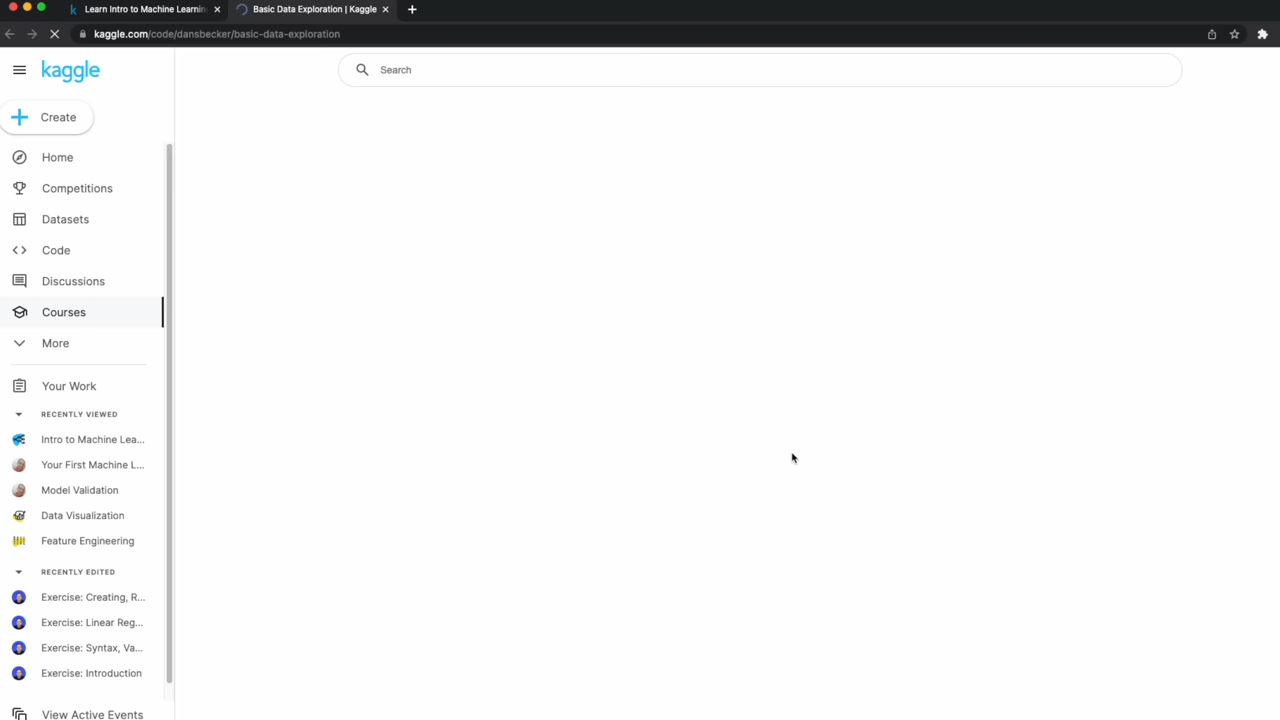 Learn Intro to Machine Learnin
Basic Data Exploration | Kaggle
kaggle.com/code/dansbecker/basic-data-exploration
kaggle
Search
Create
Home
Competitions
Datasets
Code
Discussions
Courses
More
Your Work
RECENTLY VIEWED
Intro to Machine Lea...
Your First Machine L...
Model Validation
Data Visualization
Feature Engineering
RECENTLY EDITED
Exercise: Creating, R...
Exercise: Linear Reg...
Exercise: Syntax, Va...
Exercise: Introduction
View Active Events